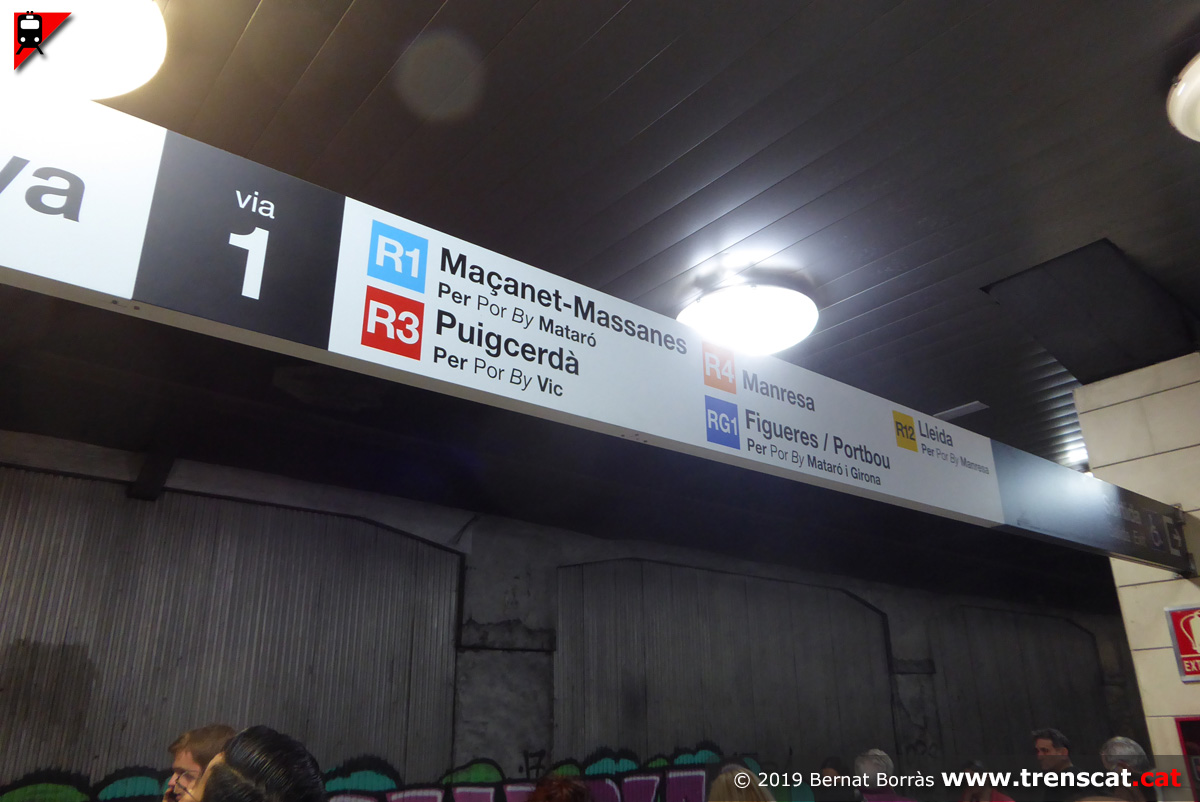 via
1
R1 Maçanet-Massanes
Per Por By Mataró
R3 Puigcerdà
Per Por By Vic
R4 Manresa
RG1 Figueres / Portbou
Per Por By Mataró i Girona
R12 Lleida
Per Por By Manresa
© 2019 Bernat Borràs www.trenscat.cat